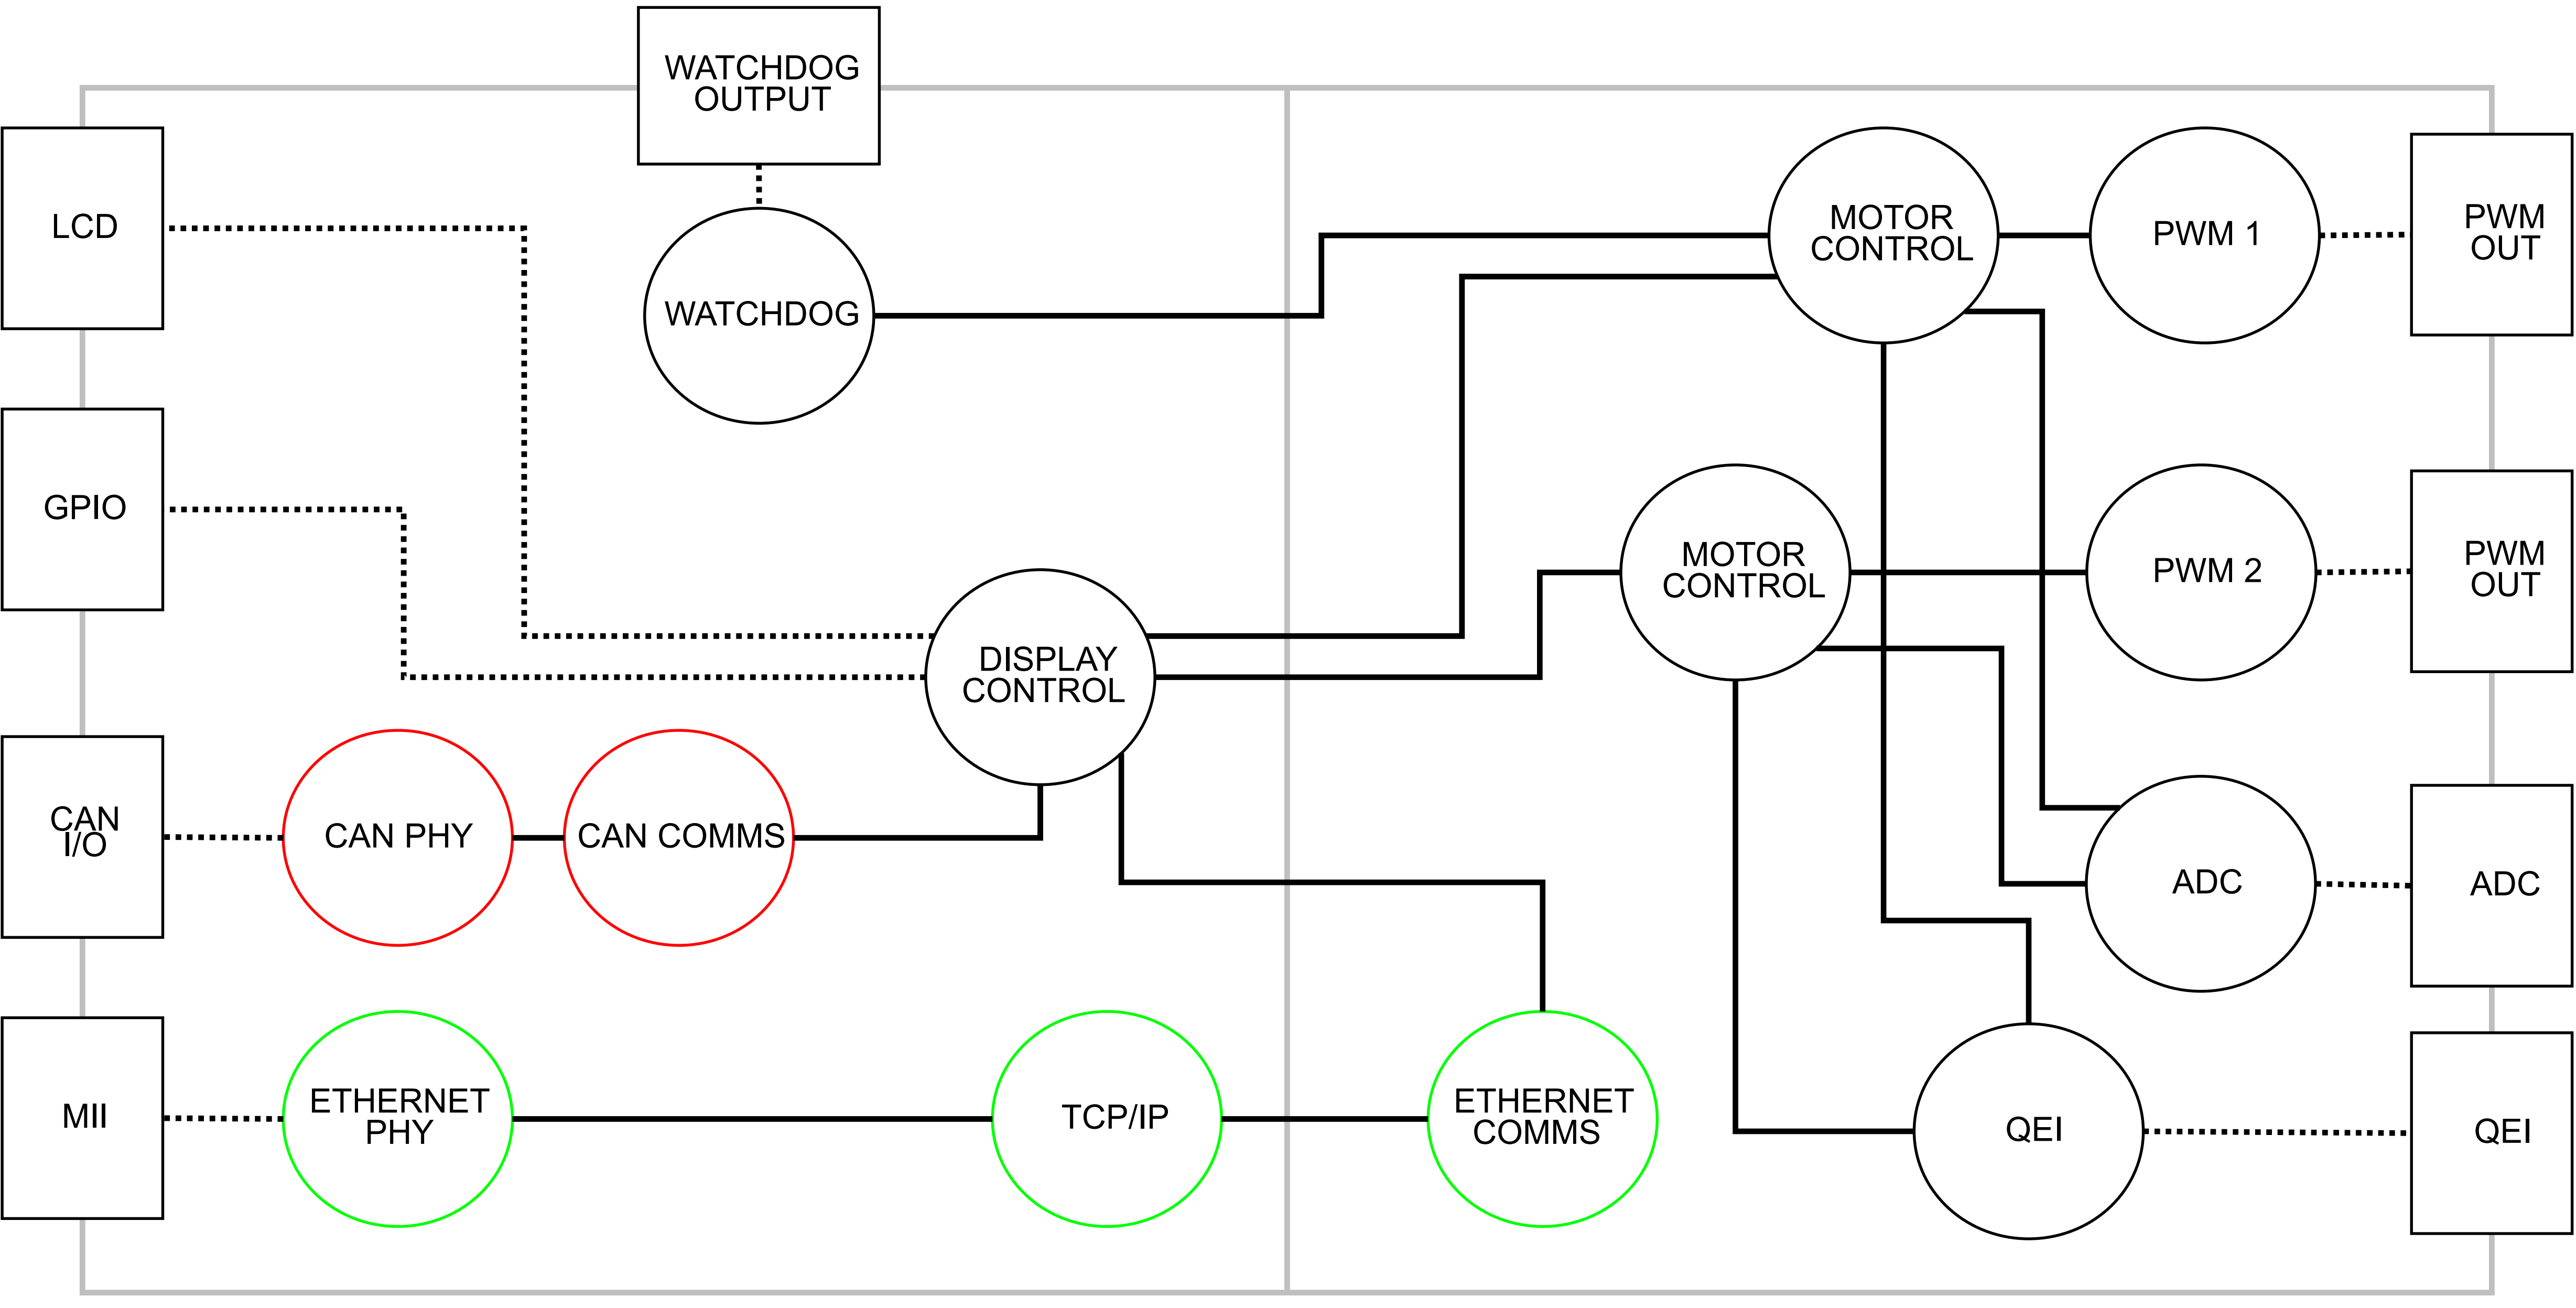 WATCHDOG
OUTPUT
LCD
WATCHDOG
MOTOR
CONTROL
PWM 1
PWM
OUT
GPIO
MOTOR
CONTROL
PWM 2
PWM
OUT
DISPLAY
CONTROL
CAN
I/O
CAN PHY
CAN COMMS
ADC
ADC
MII
ETHERNET
PHY
TCP/IP
ETHERNET
COMMS
QEI
QEI